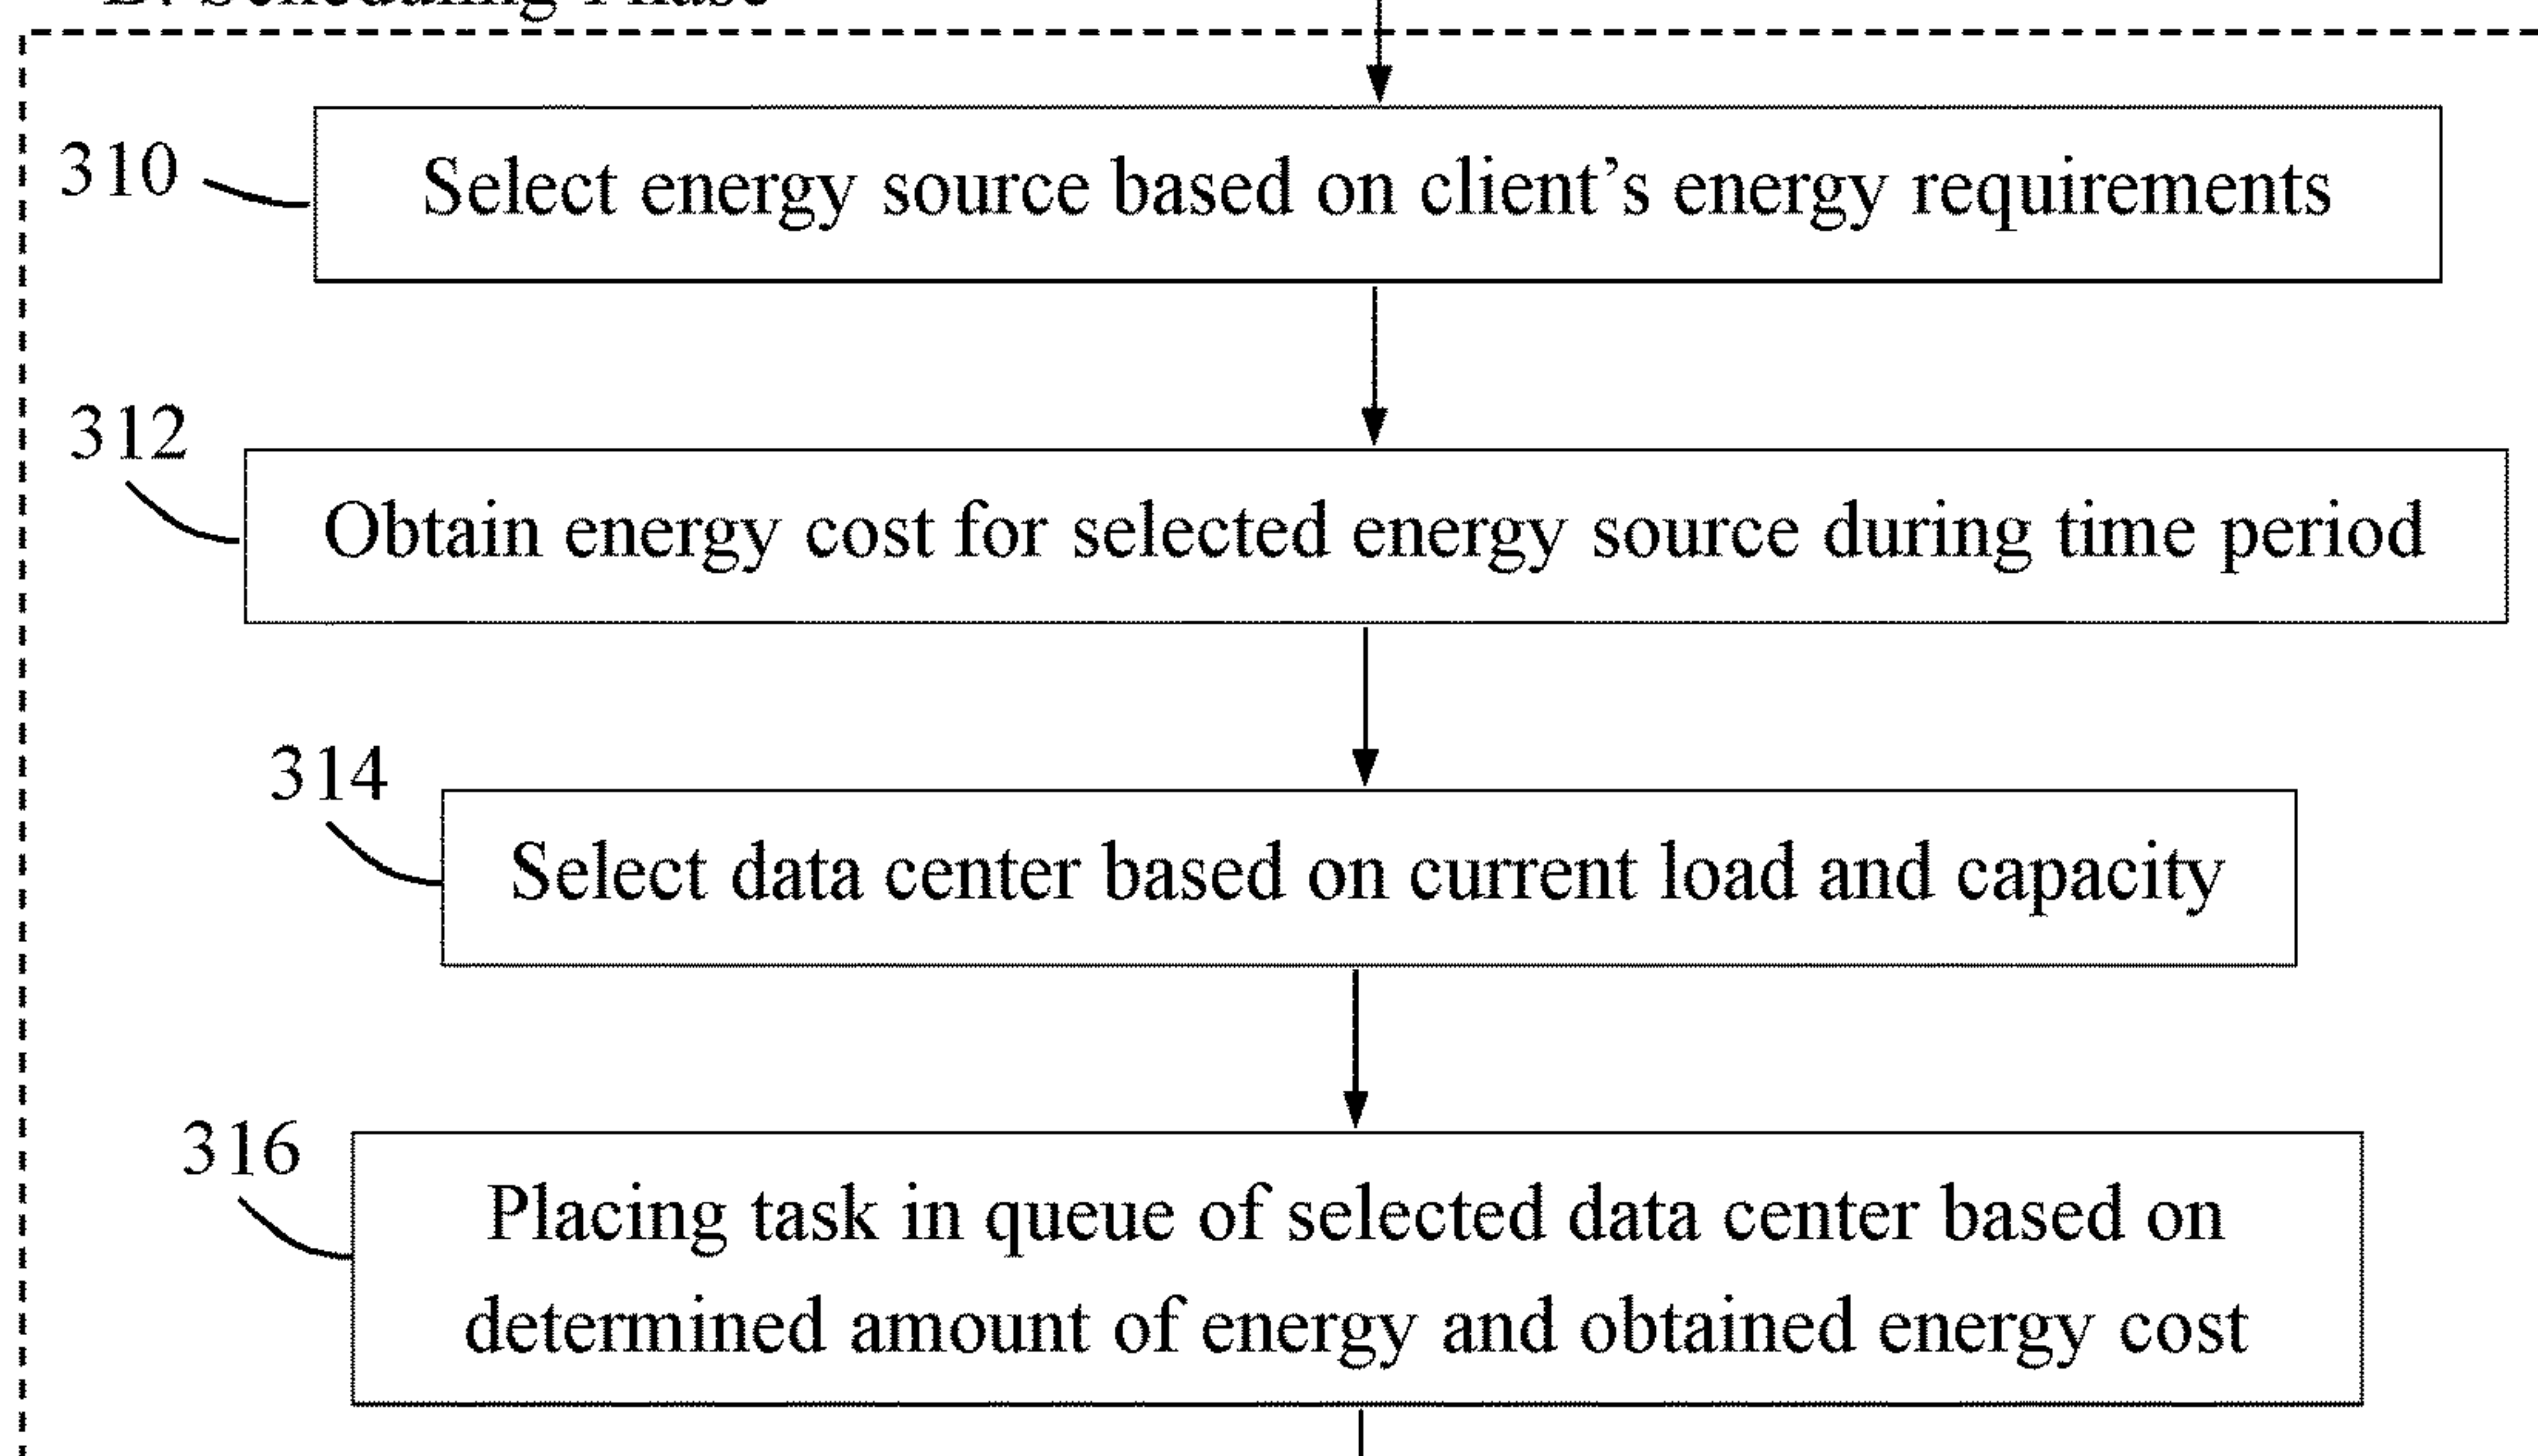 Scheduling Phase
310
Select energy source based on client’s energy requirements
312
Obtain energy cost for selected energy source during time period
314
Select data center based on current load and capacity
316
Placing task in queue of selected data center based on
determined amount of energy and obtained energy cost